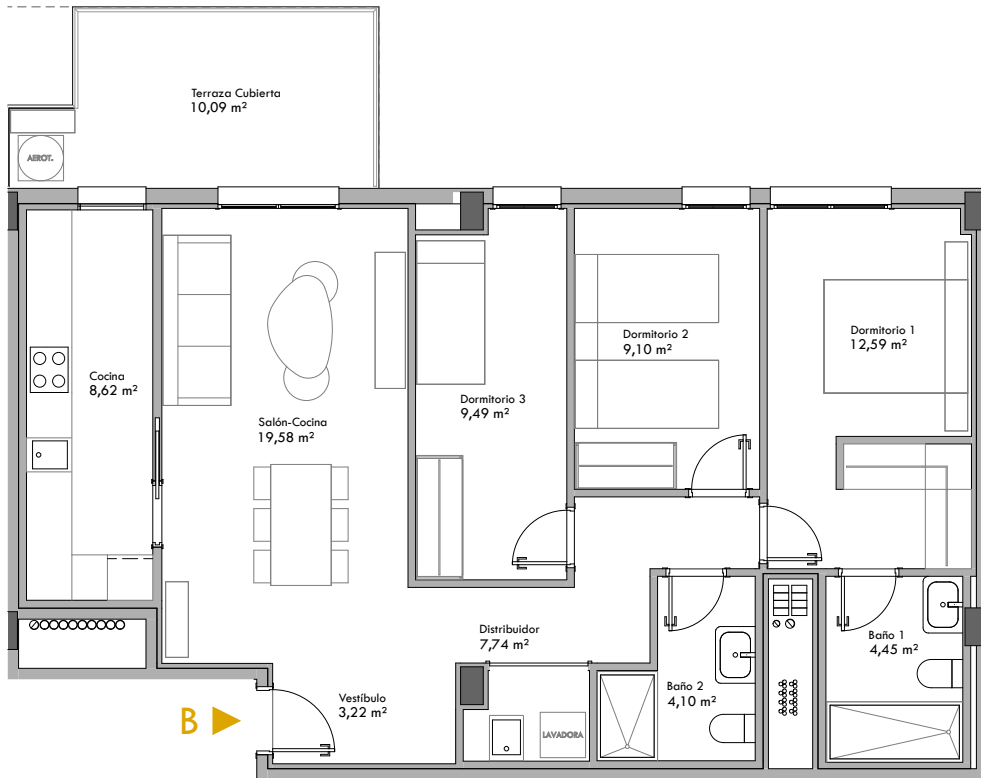 Terraza Cubierta
10,09 m²
AEROT.
Dormitorio 2
9,10 m²
Dormitorio 1
12,59 m²
Cocina
8,62 m²
Dormitorio 3
9,49 m²
Salón-Cocina
19,58 m²
Distribuidor
7,74 m²
Baño 1
4,45 m²
Baño 2
4,10 m²
Vestíbulo
3,22 m²
B
LAVADORA